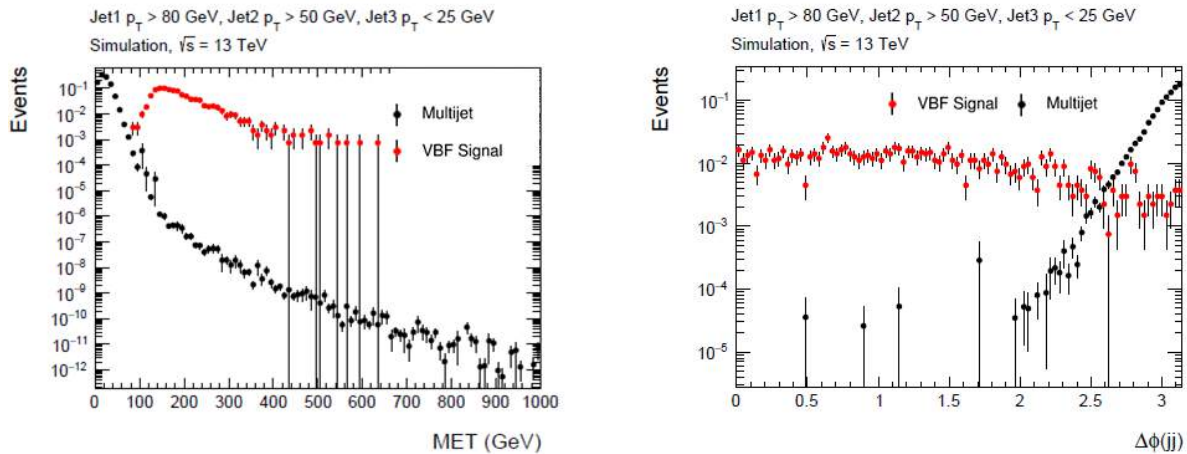 Jet1 p_T > 80 GeV, Jet2 p_T > 50 GeV, Jet3 p_T < 25 GeV
Simulation, √s = 13 TeV
Events
10⁻¹
10⁻²
10⁻³
10⁻⁴
10⁻⁵
10⁻⁶
10⁻⁷
10⁻⁸
10⁻⁹
10⁻¹⁰
10⁻¹¹
10⁻¹²
Multijet
VBF Signal
0 100 200 300 400 500 600 700 800 900 1000
MET (GeV)
Jet1 p_T > 80 GeV, Jet2 p_T > 50 GeV, Jet3 p_T < 25 GeV
Simulation, √s = 13 TeV
Events
VBF Signal Multijet
10⁻¹
10⁻²
10⁻³
10⁻⁴
10⁻⁵
0 0.5 1 1.5 2 2.5 3
Δϕ(jj)